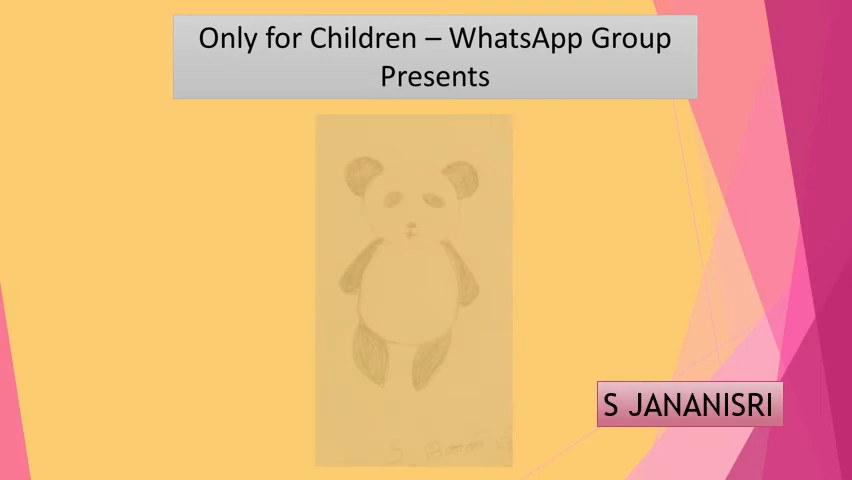 Only for Children – WhatsApp Group
Presents
S JANANISRI